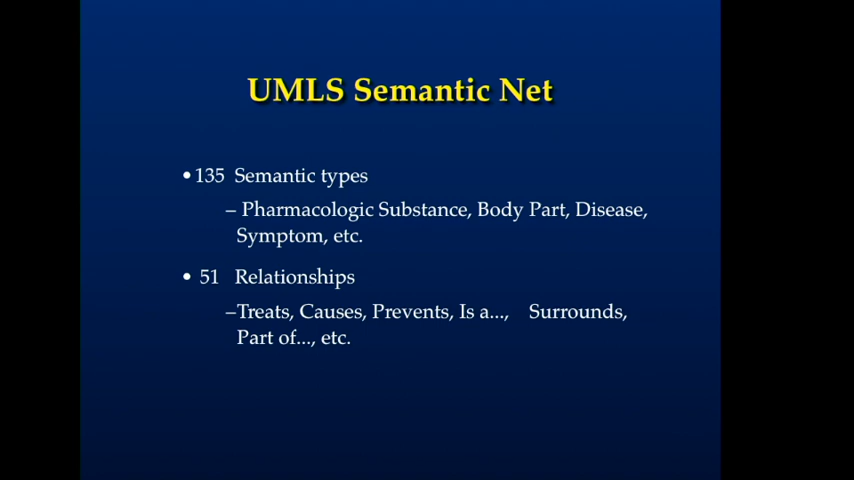 UMLS Semantic Net
• 135 Semantic types
– Pharmacologic Substance, Body Part, Disease,
Symptom, etc.
• 51 Relationships
–Treats, Causes, Prevents, Is a..., Surrounds,
Part of..., etc.